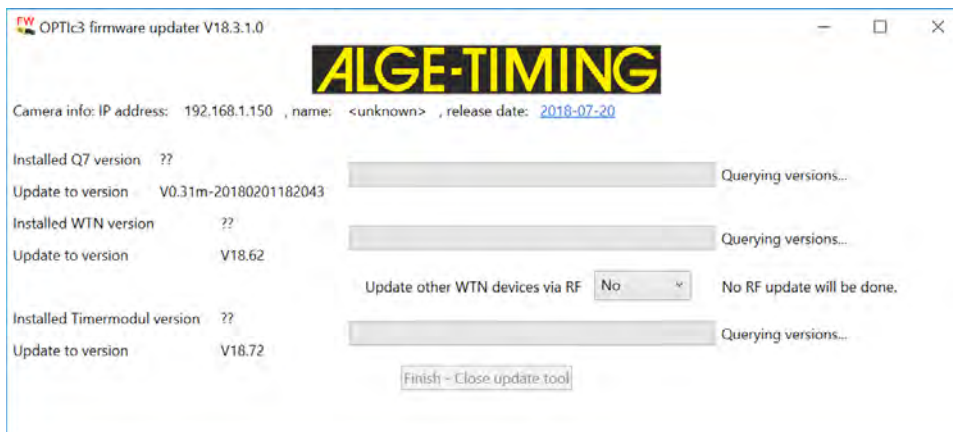 FW OPTIc3 firmware updater V18.3.1.0
ALGE-TIMING
Camera info: IP address: 192.168.1.150 , name: <unknown> , release date: 2018-07-20
Installed Q7 version ??
Querying versions...
Update to version V0.31m-20180201182043
Installed WTN version ??
Querying versions...
Update to version V18.62
Update other WTN devices via RF No No RF update will be done.
Installed Timermodul version ??
Querying versions...
Update to version V18.72
Finish - Close update tool